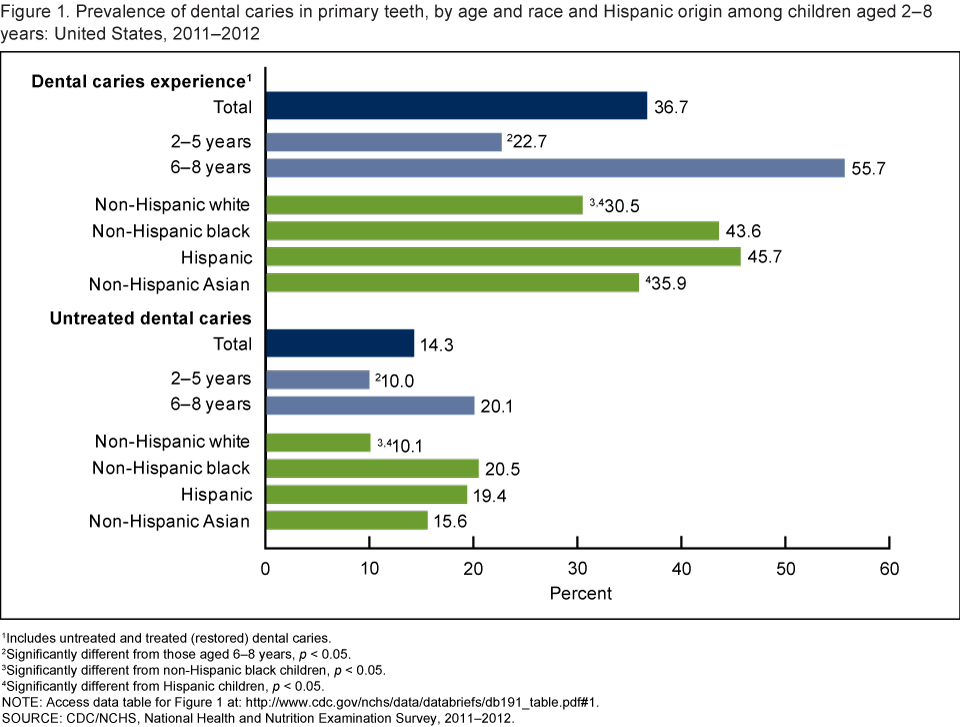 Figure 1. Prevalence of dental caries in primary teeth, by age and race and Hispanic origin among children aged 2–8
years: United States, 2011–2012
Dental caries experience¹
Total 36.7
2–5 years ²22.7
6–8 years 55.7
Non-Hispanic white ³,⁴30.5
Non-Hispanic black 43.6
Hispanic 45.7
Non-Hispanic Asian ⁴35.9
Untreated dental caries
Total 14.3
2–5 years ²10.0
6–8 years 20.1
Non-Hispanic white ³,⁴10.1
Non-Hispanic black 20.5
Hispanic 19.4
Non-Hispanic Asian 15.6
0 10 20 30 40 50 60
Percent
¹Includes untreated and treated (restored) dental caries.
²Significantly different from those aged 6–8 years, p < 0.05.
³Significantly different from non-Hispanic black children, p < 0.05.
⁴Significantly different from Hispanic children, p < 0.05.
NOTE: Access data table for Figure 1 at: http://www.cdc.gov/nchs/data/databriefs/db191_table.pdf#1.
SOURCE: CDC/NCHS, National Health and Nutrition Examination Survey, 2011–2012.